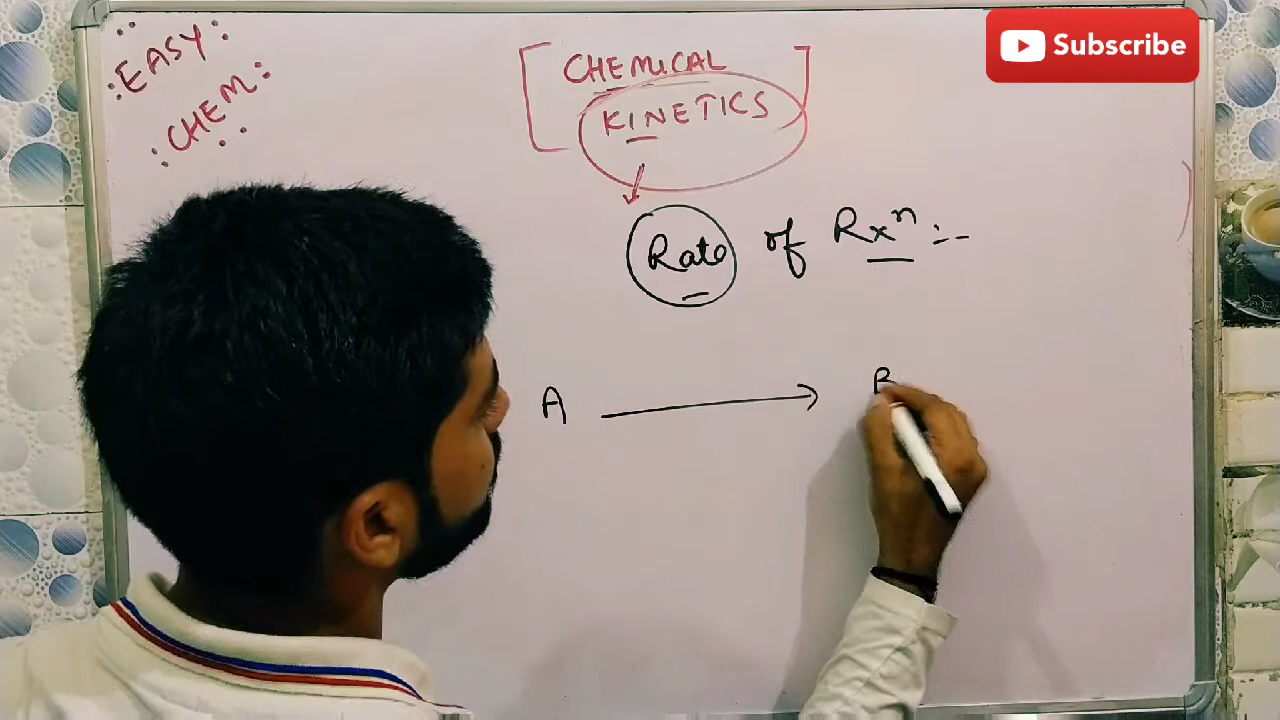 EASY
CHEM
Subscribe
[ CHEMICAL
KINETICS ]
Rate of Rxⁿ :-
A → B